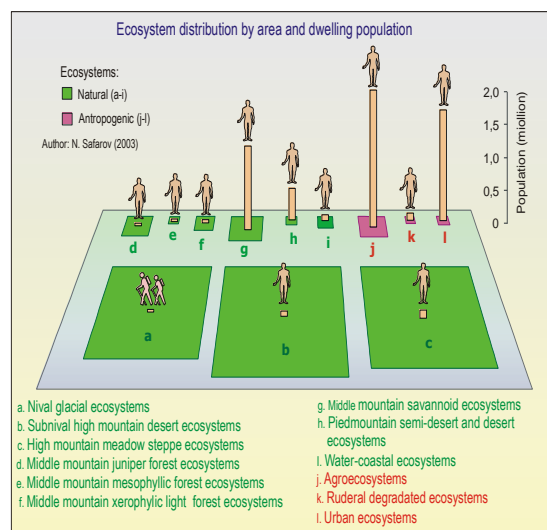 Ecosystem distribution by area and dwelling population
Ecosystems:
Natural (a-i)
Antropogenic (j-l)
Author: N. Safarov (2003)
Population (miollion)
2,0
1,5
1,0
0,5
0
d
e
f
g
h
i
j
k
l
a
b
c
a. Nival glacial ecosystems
b. Subnival high mountain desert ecosystems
c. High mountain meadow steppe ecosystems
d. Middle mountain juniper forest ecosystems
e. Middle mountain mesophyllic forest ecosystems
f. Middle mountain xerophylic light forest ecosystems
g. Middle mountain savannoid ecosystems
h. Piedmountain semi-desert and desert
ecosystems
l. Water-coastal ecosystems
j. Agroecosystems
k. Ruderal degradated ecosystems
l. Urban ecosystems